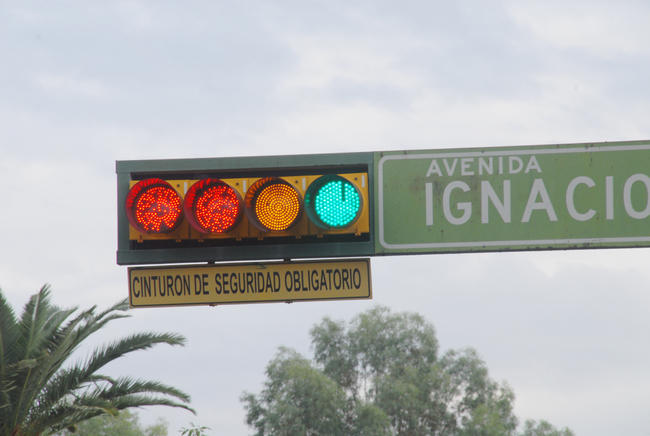 AVENIDA
IGNACIO
CINTURON DE SEGURIDAD OBLIGATORIO